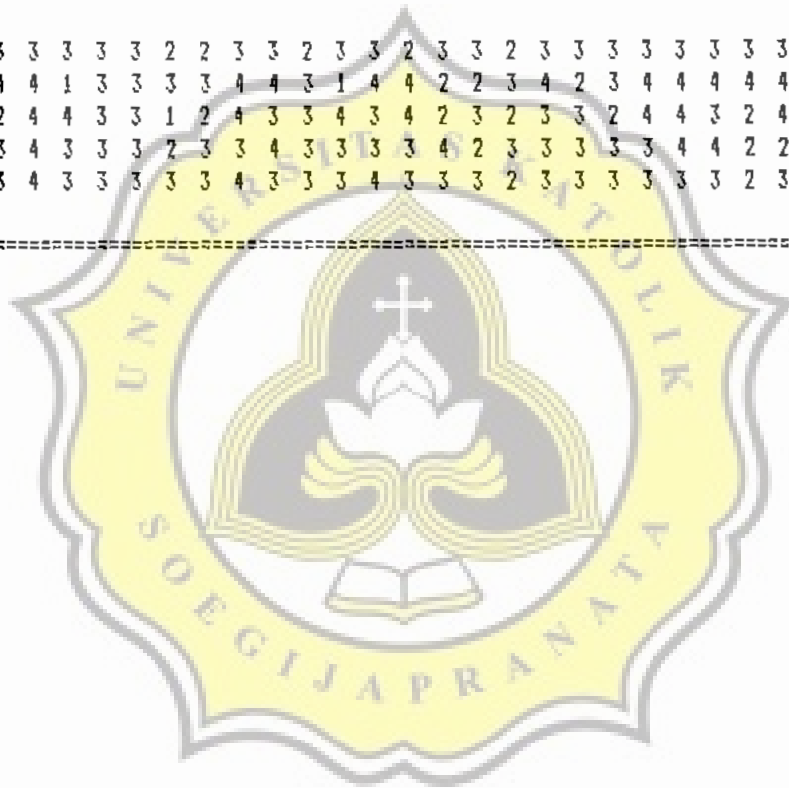 3 3 3 3 3 2 2 3 3 2 3 3 2 3 3 2 3 3 3 3 3 3 3 3
4 4 1 3 3 3 3 4 4 3 1 4 4 2 2 3 4 2 3 4 4 4 4 4
2 4 4 3 3 1 2 4 3 3 4 3 4 2 3 2 3 3 2 4 4 3 2 4
3 4 3 3 3 2 3 3 4 3 3 3 3 4 2 3 3 3 3 3 4 4 2 2
3 4 3 3 3 3 3 4 3 3 3 4 3 3 3 2 3 3 3 3 3 3 2 3
UNIVERSITAS KATOLIK
SOEGIJAPRANATA